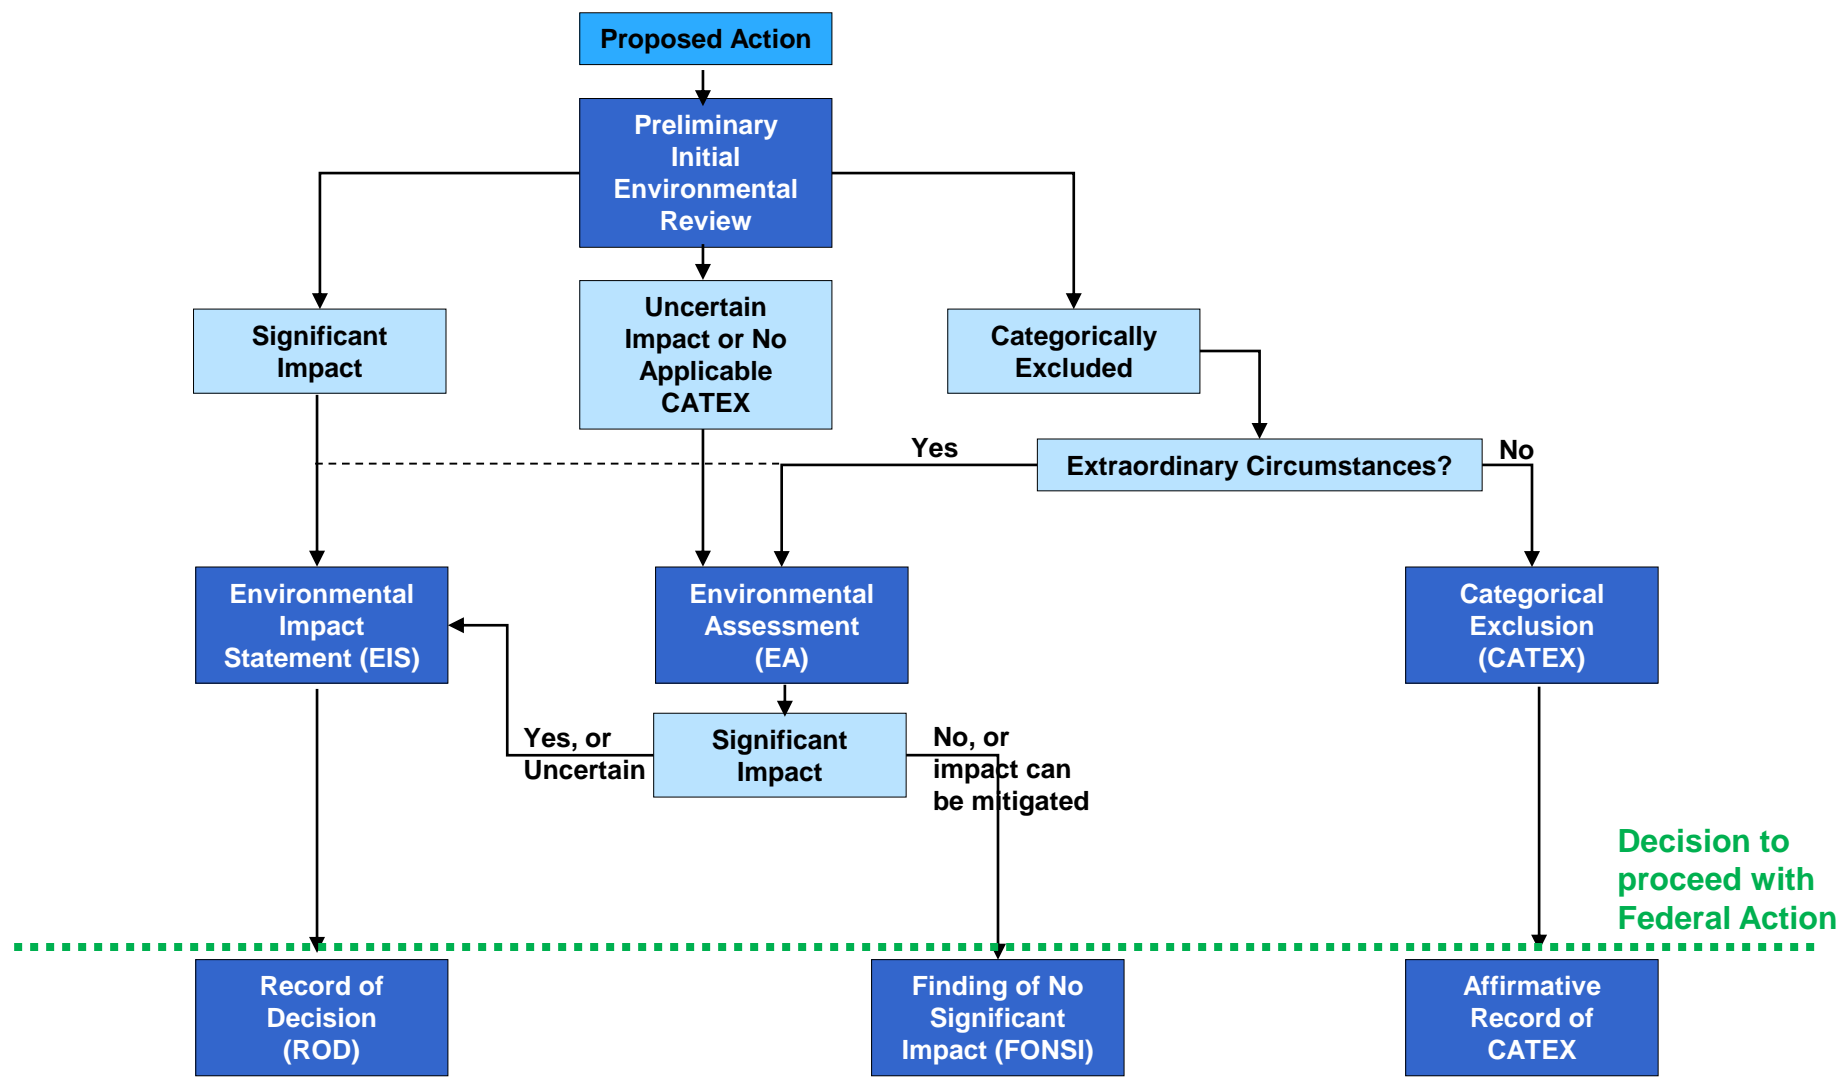 Proposed Action
Preliminary
Initial
Environmental
Review
Significant
Impact
Uncertain
Impact or No
Applicable
CATEX
Categorically
Excluded
Yes
Extraordinary Circumstances?
No
Environmental
Impact
Statement (EIS)
Environmental
Assessment
(EA)
Categorical
Exclusion
(CATEX)
Yes, or
Uncertain
Significant
Impact
No, or
impact can
be mitigated
Decision to
proceed with
Federal Action
Record of
Decision
(ROD)
Finding of No
Significant
Impact (FONSI)
Affirmative
Record of
CATEX